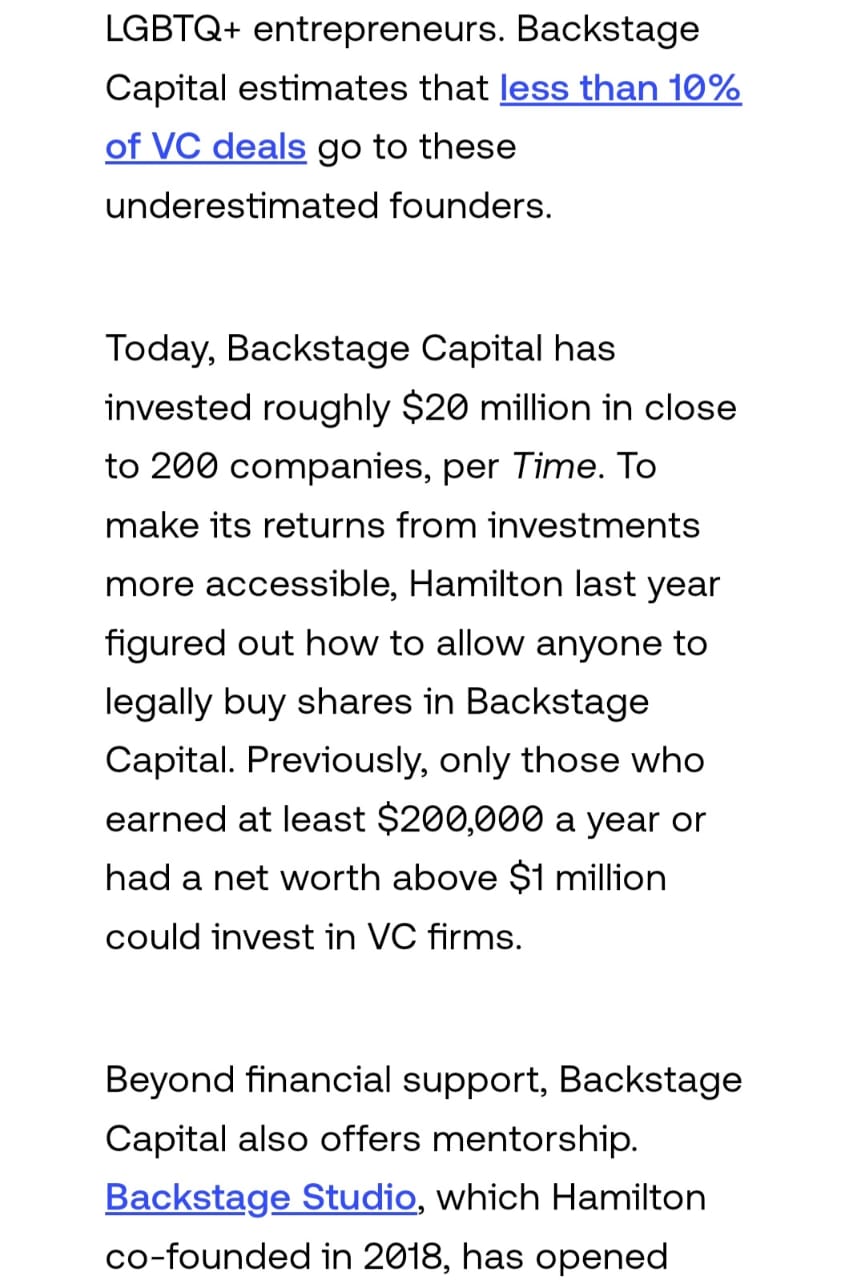 LGBTQ+ entrepreneurs. Backstage
Capital estimates that less than 10%
of VC deals go to these
underestimated founders.
Today, Backstage Capital has
invested roughly $20 million in close
to 200 companies, per Time. To
make its returns from investments
more accessible, Hamilton last year
figured out how to allow anyone to
legally buy shares in Backstage
Capital. Previously, only those who
earned at least $200,000 a year or
had a net worth above $1 million
could invest in VC firms.
Beyond financial support, Backstage
Capital also offers mentorship.
Backstage Studio, which Hamilton
co-founded in 2018, has opened